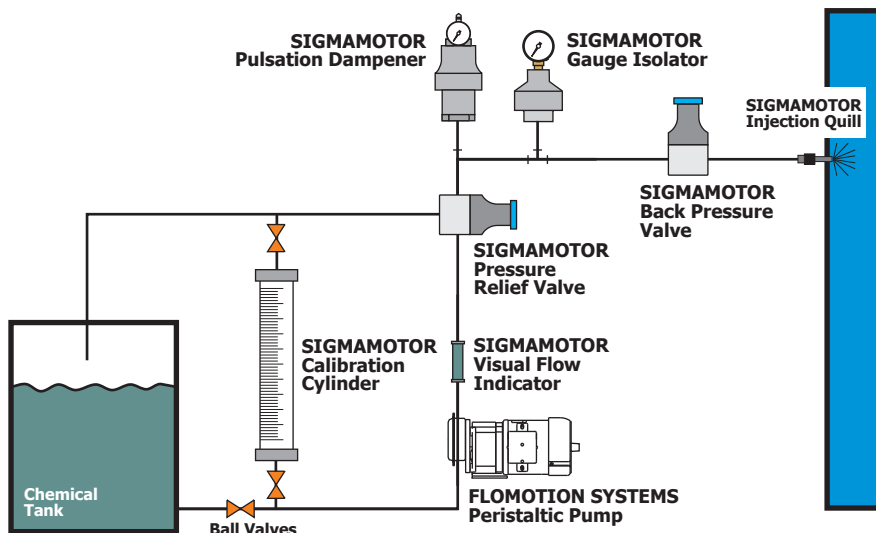 SIGMAMOTOR
Pulsation Dampener
SIGMAMOTOR
Gauge Isolator
SIGMAMOTOR
Injection Quill
SIGMAMOTOR
Back Pressure
Valve
SIGMAMOTOR
Pressure
Relief Valve
SIGMAMOTOR
Calibration
Cylinder
SIGMAMOTOR
Visual Flow
Indicator
Chemical
Tank
FLOMOTION SYSTEMS
Peristaltic Pump
Ball Valves